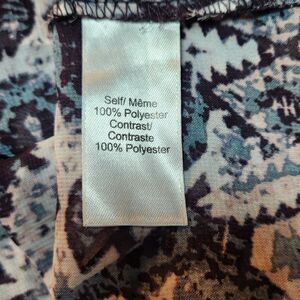 Self/ Même
100% Polyester
Contrast/
Contraste
100% Polyester